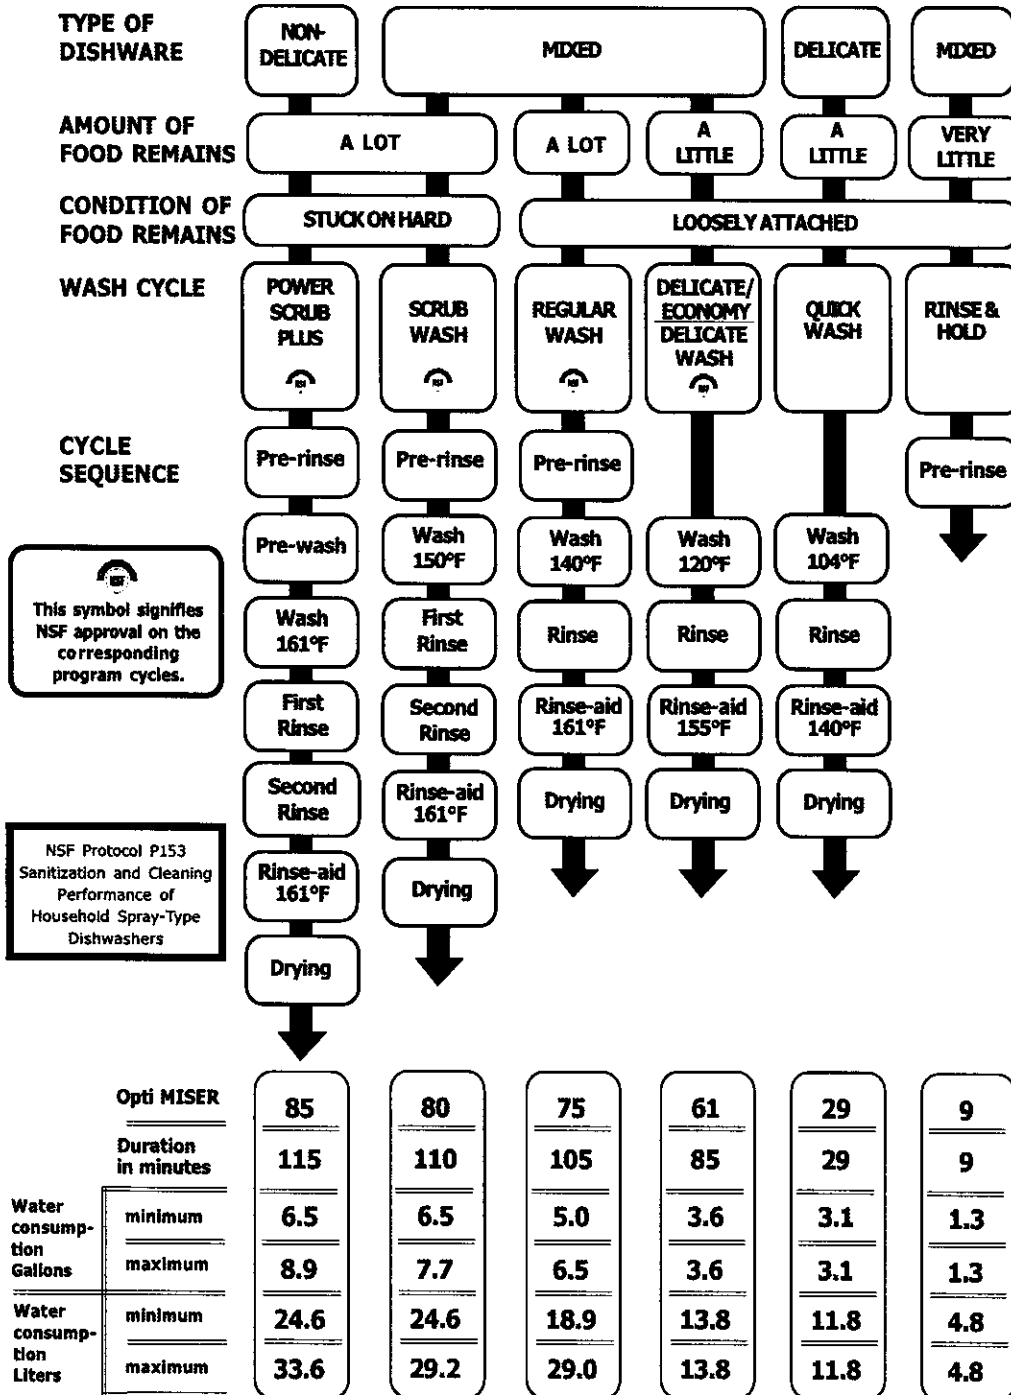 TYPE OF
DISHWARE
NON-
DELICATE
MIXED
DELICATE
MIXED
AMOUNT OF
FOOD REMAINS
A LOT
A LOT
A
LITTLE
A
LITTLE
VERY
LITTLE
CONDITION OF
FOOD REMAINS
STUCK ON HARD
LOOSELY ATTACHED
WASH CYCLE
POWER
SCRUB
PLUS
NSF
SCRUB
WASH
NSF
REGULAR
WASH
NSF
DELICATE/
ECONOMY
DELICATE
WASH
NSF
QUICK
WASH
RINSE &
HOLD
CYCLE
SEQUENCE
Pre-rinse
Pre-rinse
Pre-rinse
Pre-rinse
Pre-wash
Wash
150°F
Wash
140°F
Wash
120°F
Wash
104°F
NSF
This symbol signifies
NSF approval on the
corresponding
program cycles.
Wash
161°F
First
Rinse
Rinse
Rinse
Rinse
First
Rinse
Second
Rinse
Rinse-aid
161°F
Rinse-aid
155°F
Rinse-aid
140°F
Second
Rinse
Rinse-aid
161°F
Drying
Drying
Drying
NSF Protocol P153
Sanitization and Cleaning
Performance of
Household Spray-Type
Dishwashers
Rinse-aid
161°F
Drying
Drying
Opti MISER 85 80 75 61 29 9
Duration
in minutes 115 110 105 85 29 9
Water
consump-
tion
Gallons
minimum 6.5 6.5 5.0 3.6 3.1 1.3
maximum 8.9 7.7 6.5 3.6 3.1 1.3
Water
consump-
tion
Liters
minimum 24.6 24.6 18.9 13.8 11.8 4.8
maximum 33.6 29.2 29.0 13.8 11.8 4.8